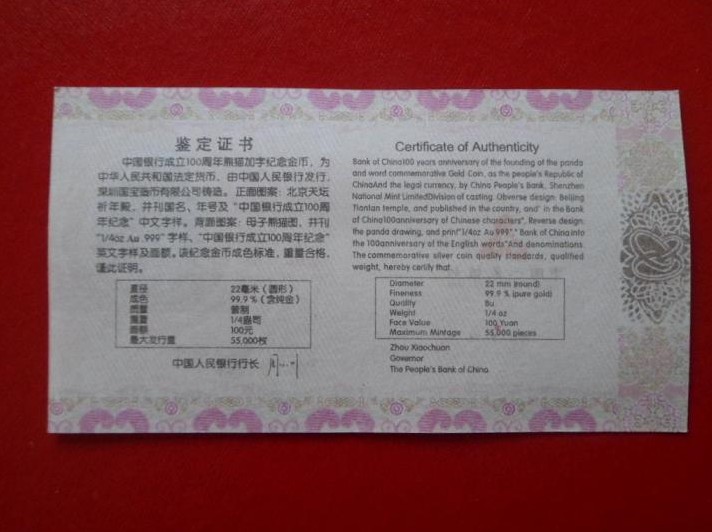 鉴定证书
中国银行成立100周年熊猫加字纪念金币，为
中华人民共和国法定货币，由中国人民银行发行，
深圳国宝造币有限公司铸造。正面图案：北京天坛
祈年殿，并刊国名、年号及“中国银行成立100周
年纪念”中文字样。背面图案：母子熊猫图，并刊
“1/4oz Au .999”字样、“中国银行成立100周年纪念”
英文字样及面额。该纪念金币成色标准，重量合格，
谨此证明。
直径 22毫米（圆形）
成色 99.9％（含纯金）
质量 普制
重量 1/4盎司
面额 100元
最大发行量 55,000枚
中国人民银行行长
Certificate of Authenticity
Bank of China100 years anniversary of the founding of the panda
and word commemorative Gold Coin, as the people's Republic of
ChinaAnd the legal currency, by China People's Bank, Shenzhen
National Mint LimitedDivision of casting. Obverse design: Beijing
Tiantan temple, and published in the country, and' in the Bank
of China100anniversary of Chinese characters". Reverse design:
the panda drawing, and print"1/4oz Au 999"," Bank of China into
the 100anniversary of the English words"And denominations.
The commemorative silver coin quality standards, qualified
weight, hereby certify that.
Diameter 22 mm (round)
Fineness 99.9 % (pure gold)
Quality Bu
Weight 1/4 oz
Face Value 100 Yuan
Maximum Mintage 55,000 pieces
Zhou Xiaochuan
Governor
The People's Bank of China